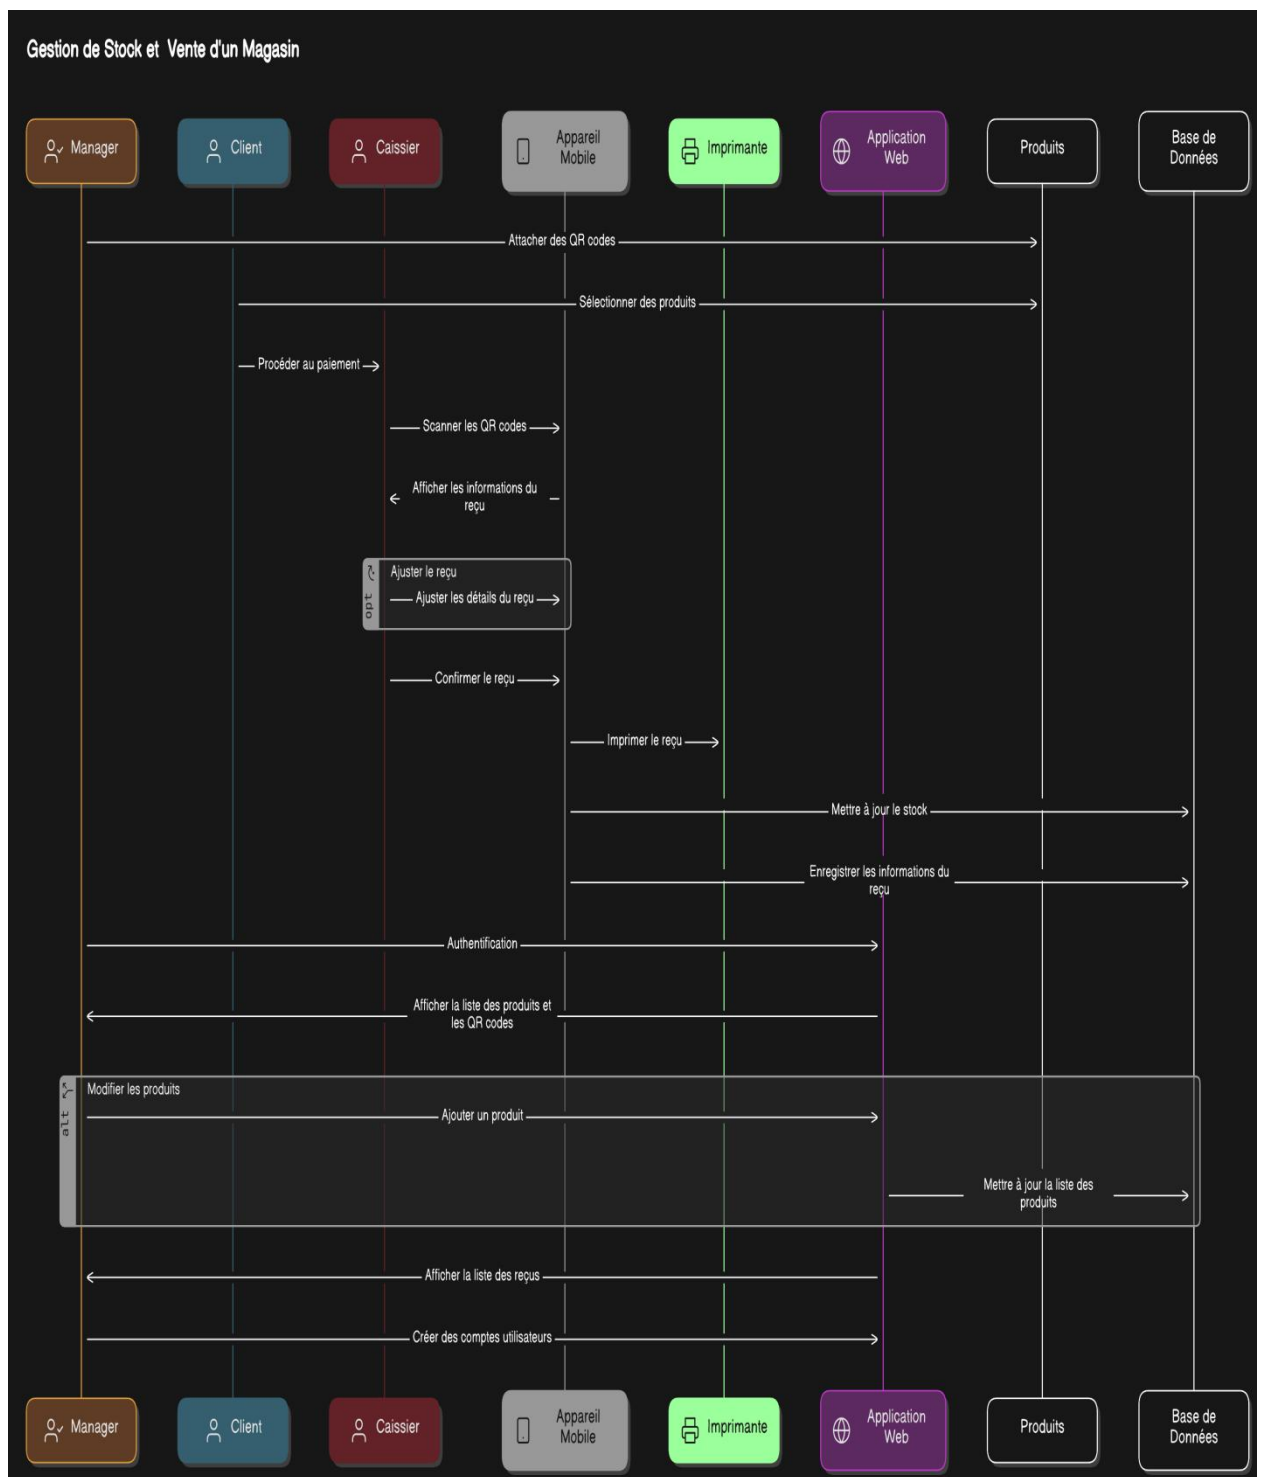 Gestion de Stock et Vente d'un Magasin
Manager
Client
Caissier
Appareil
Mobile
Imprimante
Application
Web
Produits
Base de
Données
Attacher des QR codes
Sélectionner des produits
Procéder au paiement
Scanner les QR codes
Afficher les informations du
reçu
opt
Ajuster le reçu
Ajuster les détails du reçu
Confirmer le reçu
Imprimer le reçu
Mettre à jour le stock
Enregistrer les informations du
reçu
Authentification
Afficher la liste des produits et
les QR codes
alt
Modifier les produits
Ajouter un produit
Mettre à jour la liste des
produits
Afficher la liste des reçus
Créer des comptes utilisateurs
Manager
Client
Caissier
Appareil
Mobile
Imprimante
Application
Web
Produits
Base de
Données